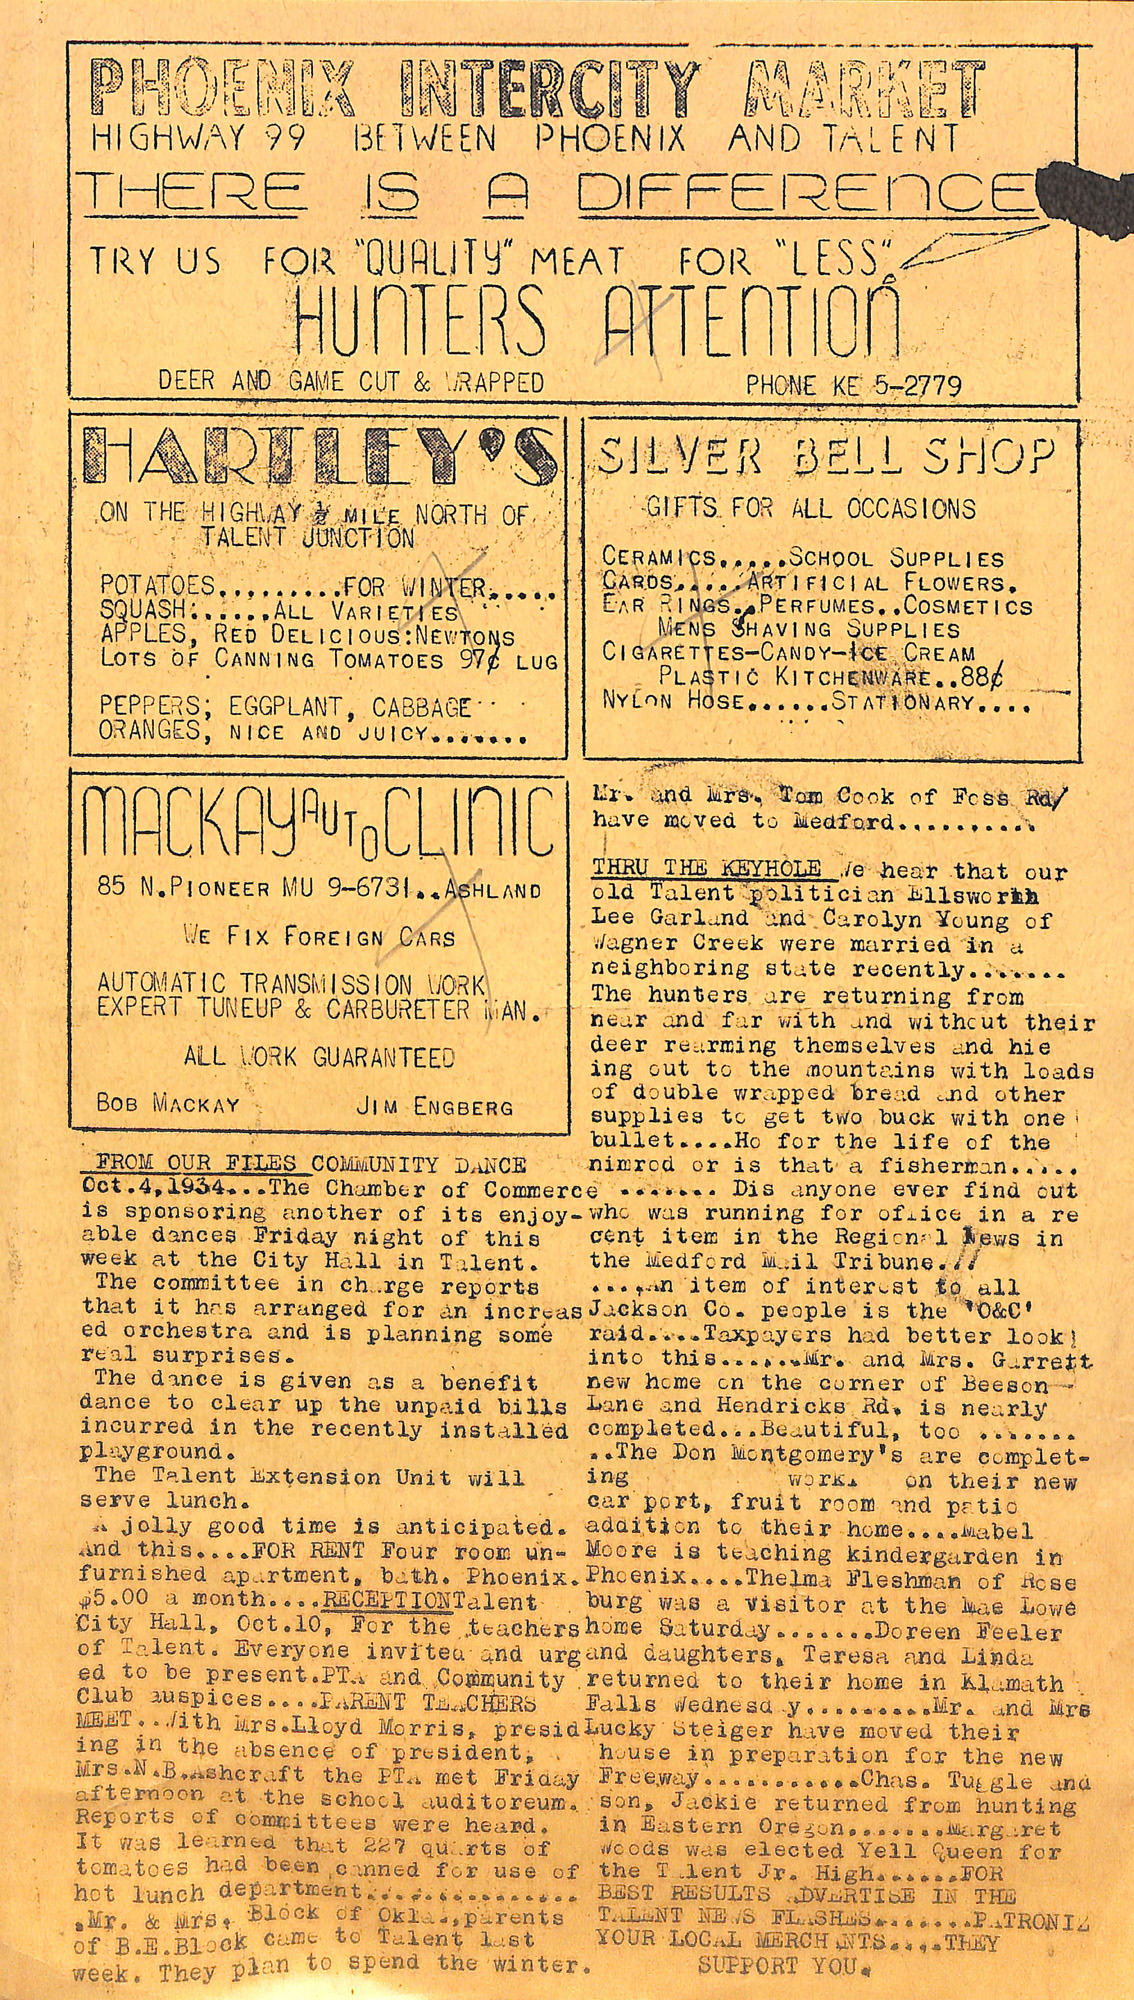 PHOENIX INTERCITY MARKET
HIGHWAY 99 BETWEEN PHOENIX AND TALENT
THERE IS A DIFFERENCE
TRY US FOR "QUALITY" MEAT FOR "LESS".
HUNTERS ATTENTION
DEER AND GAME CUT & WRAPPED PHONE KE 5-2779
HARTLEY'S
ON THE HIGHWAY ½ MILE NORTH OF
TALENT JUNCTION
POTATOES.........FOR WINTER.....
SQUASH:......ALL VARIETIES
APPLES, RED DELICIOUS:NEWTONS
LOTS OF CANNING TOMATOES 97¢ LUG
PEPPERS; EGGPLANT, CABBAGE
ORANGES, NICE AND JUICY.......
SILVER BELL SHOP
GIFTS FOR ALL OCCASIONS
CERAMICS.....SCHOOL SUPPLIES
CARDS.....ARTIFICIAL FLOWERS.
EAR RINGS..PERFUMES..COSMETICS
MENS SHAVING SUPPLIES
CIGARETTES-CANDY-ICE CREAM
PLASTIC KITCHENWARE..88¢
NYLON HOSE......STATIONARY....
MACKAY AUTO CLINIC
85 N.PIONEER MU 9-6731..ASHLAND
WE FIX FOREIGN CARS
AUTOMATIC TRANSMISSION WORK
EXPERT TUNEUP & CARBURETER MAN.
ALL WORK GUARANTEED
BOB MACKAY JIM ENGBERG
FROM OUR FILES COMMUNITY DANCE
Oct.4,1934...The Chamber of Commerce
is sponsoring another of its enjoy-
able dances Friday night of this
week at the City Hall in Talent.
The committee in charge reports
that it has arranged for an increas
ed orchestra and is planning some
real surprises.
The dance is given as a benefit
dance to clear up the unpaid bills
incurred in the recently installed
playground.
The Talent Extension Unit will
serve lunch.
A jolly good time is anticipated.
And this....FOR RENT Four room un-
furnished apartment, bath. Phoenix.
$5.00 a month....RECEPTIONTalent
City Hall, Oct.10, For the teachers
of Talent. Everyone invited and urg
ed to be present.PTA and Community
Club auspices....PARENT TEACHERS
MEET..With Mrs.Lloyd Morris, presid
ing in the absence of president,
Mrs.N.B.Ashcraft the PTA met Friday
afternoon at the school auditoreum.
Reports of committees were heard.
It was learned that 227 quarts of
tomatoes had been canned for use of
hot lunch department..............
.Mr. & Mrs. Block of Okla.,parents
of B.E.Block came to Talent last
week. They plan to spend the winter.
Mr. and Mrs. Tom Cook of Foss Rd/
have moved to Medford..........
THRU THE KEYHOLE We hear that our
old Talent politician Ellsworth
Lee Garland and Carolyn Young of
Wagner Creek were married in a
neighboring state recently.......
The hunters are returning from
near and far with and without their
deer rearming themselves and hie
ing out to the mountains with loads
of double wrapped bread and other
supplies to get two buck with one
bullet....Ho for the life of the
nimrod or is that a fisherman.....
....... Dis anyone ever find out
who was running for office in a re
cent item in the Regional News in
the Medford Mail Tribune.//
.....An item of interest to all
Jackson Co. people is the 'O&C'
raid....Taxpayers had better look!
into this.......Mr. and Mrs. Garrett
new home on the corner of Beeson
Lane and Hendricks Rd. is nearly
completed...Beautiful, too .......
..The Don Montgomery's are complet-
ing work. on their new
car port, fruit room and patio
addition to their home....Mabel
Moore is teaching kindergarden in
Phoenix....Thelma Fleshman of Rose
burg was a visitor at the Mae Lowe
home Saturday.......Doreen Feeler
and daughters, Teresa and Linda
returned to their home in Klamath
Falls Wednesday.........Mr. and Mrs
Lucky Steiger have moved their
house in preparation for the new
Freeway...........Chas. Tuggle and
son, Jackie returned from hunting
in Eastern Oregon.......Margaret
Woods was elected Yell Queen for
the Talent Jr. High......FOR
BEST RESULTS ADVERTISE IN THE
TALENT NEWS FLASHES.......PATRONIZ
YOUR LOCAL MERCHANTS....THEY
SUPPORT YOU.